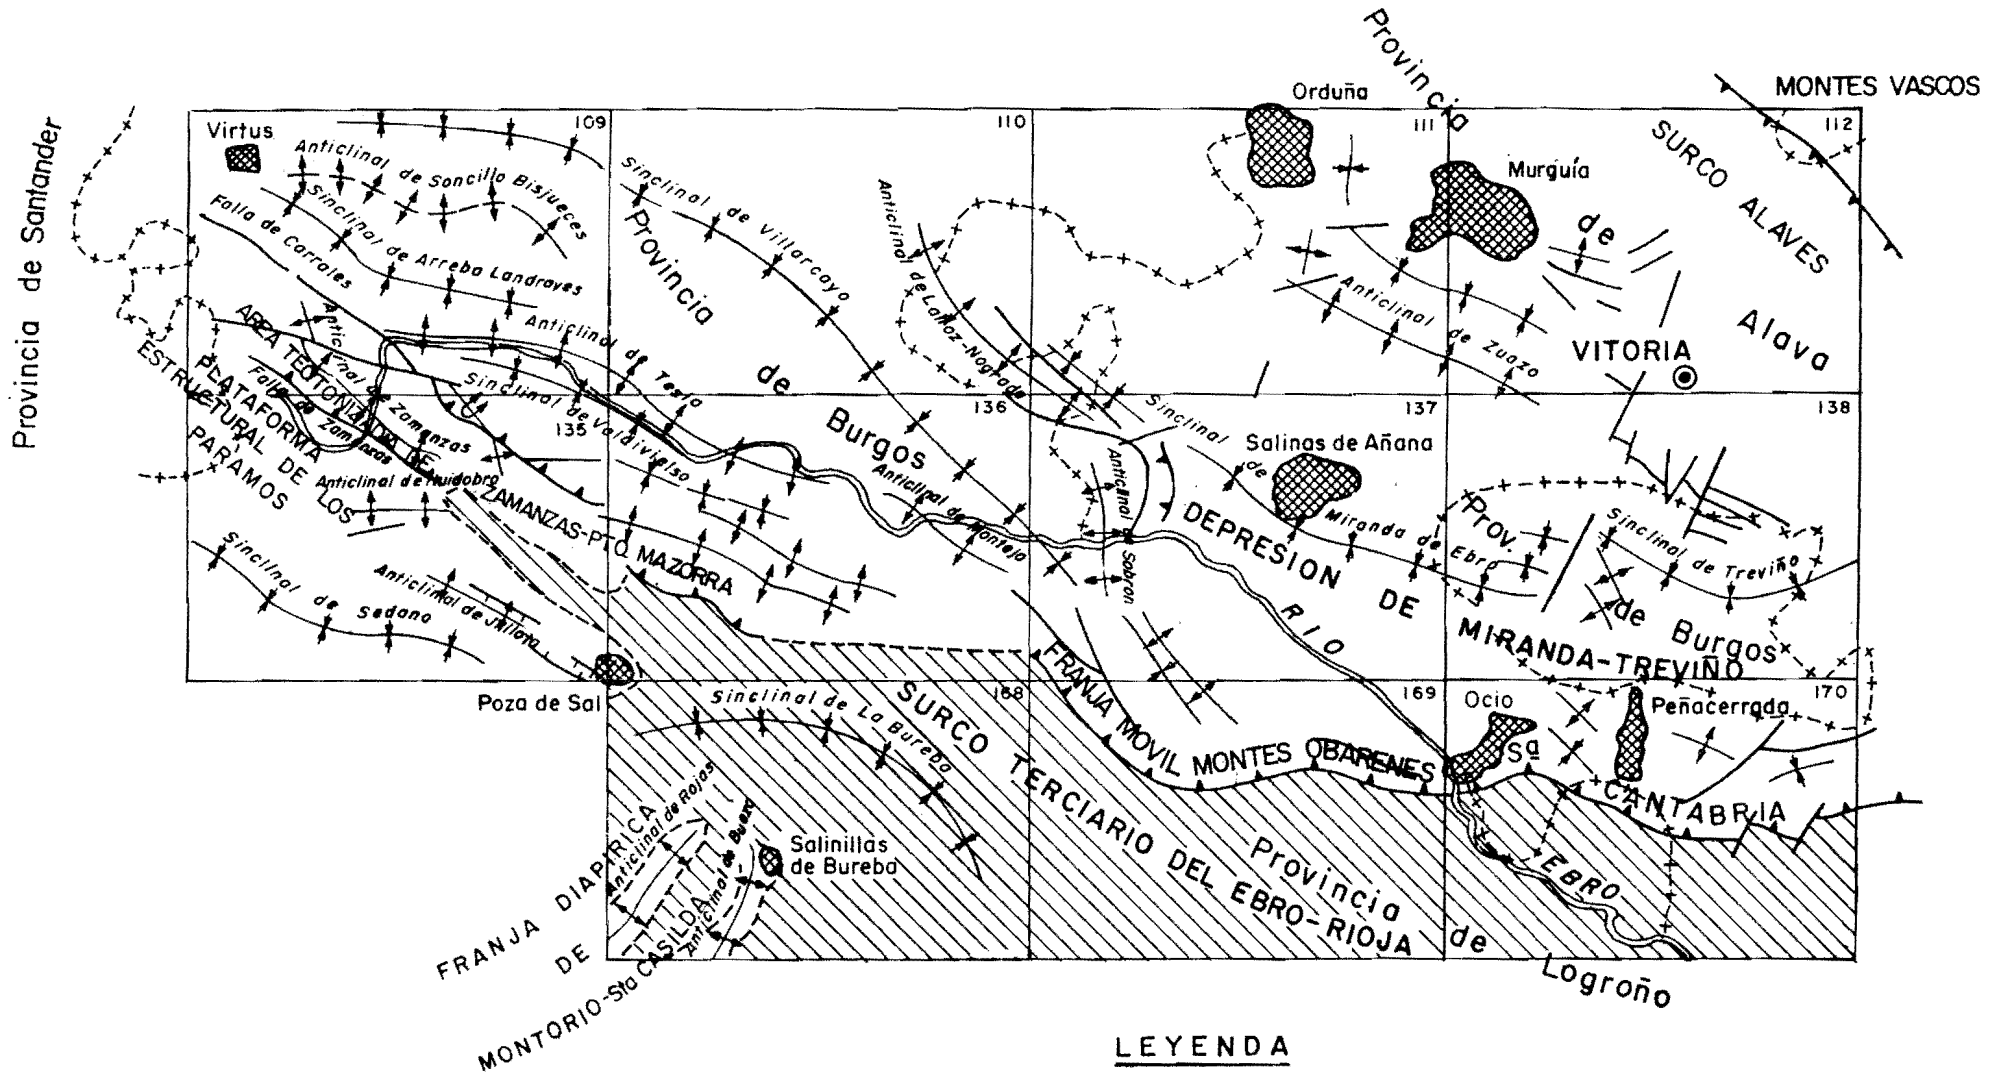 Provincia de Santander
Provincia
de
Alava
MONTES VASCOS
SURCO ALAVES
Orduña
Murguía
Virtus
109
110
111
112
Anticlinal de Soncillo Bisjueces
Sinclinal de Arreba Landraves
Falla de Carrales
Sinclinal de Villarcayo
Provincia
de
Burgos
Anticlinal de Lahoz-Nograda
Anticlinal de Zuazo
VITORIA
AREA TECTONIZADA DE
ZAMANZAS-PTO. MAZORRA
PLATAFORMA
ESTRUCTURAL DE LOS
PARAMOS
Falla de Zamanzas
Anticlinal de Zamanzas
Anticlinal de Tesla
Sinclinal de Valdivielso
135
136
137
138
Sinclinal de Miranda de Ebro
Salinas de Añana
Anticlinal de Huidobro
Anticlinal de Montejo
Anticlinal de Sobron
DEPRESION DE
MIRANDA-TREVIÑO
Prov.
de Burgos
Sinclinal de Treviño
Sinclinal de Sedano
RIO
EBRO
Poza de Sal
168
169
170
Ocio
Peñacerrada
Sinclinal de La Bureba
SURCO TERCIARIO DEL EBRO-RIOJA
FRANJA MOVIL MONTES OBARENES
Sª
CANTABRIA
Anticlinal de Rojas
Salinillas
de Bureba
Provincia
de
Logroño
FRANJA DIAPIRICA
DE
MONTORIO-Sta CASILDA
LEYENDA